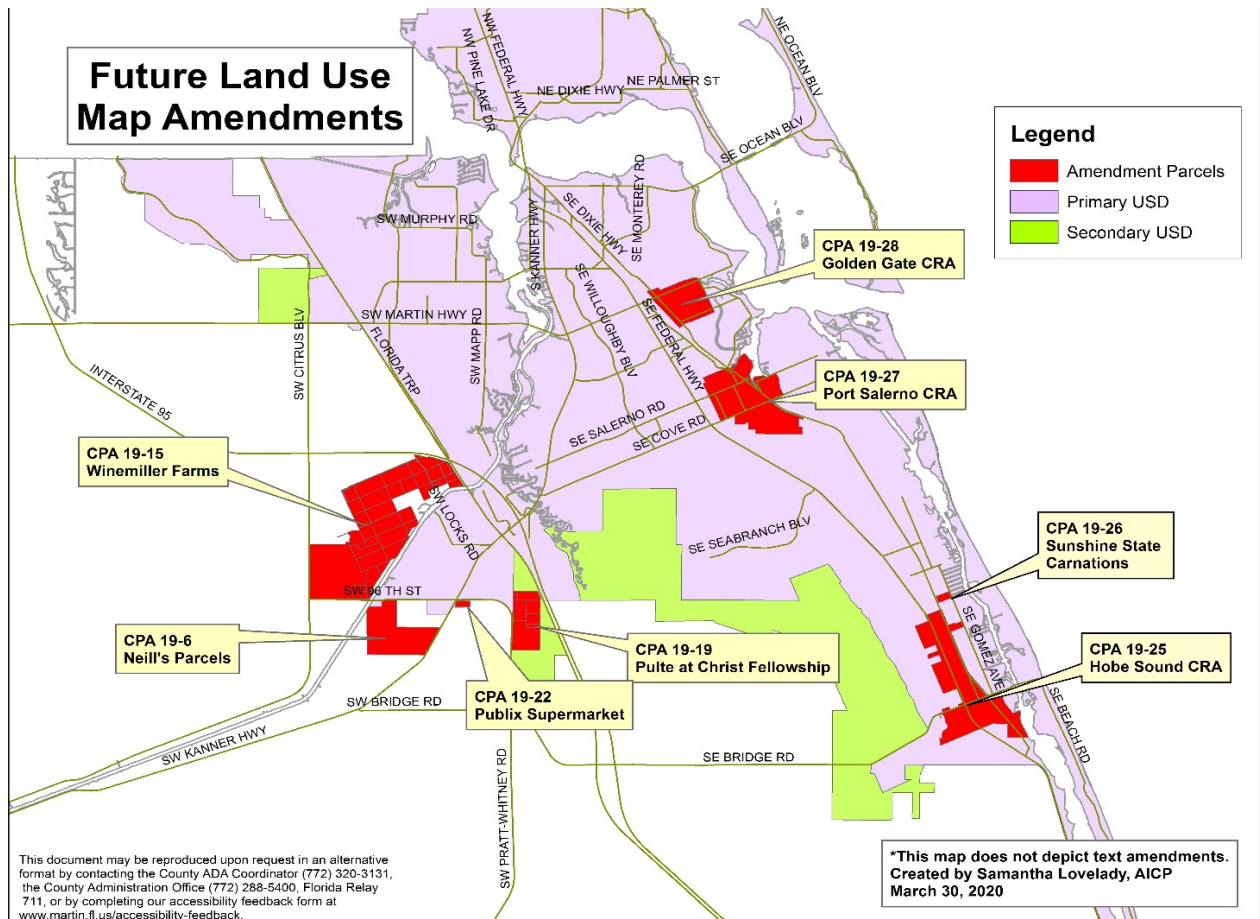 Future Land Use
Map Amendments
NW FEDERAL HWY
NW PINE LAKE DR
NE DIXIE HWY
NE PALMER ST
NE OCEAN BLV
SE OCEAN BLV
Legend
Amendment Parcels
Primary USD
Secondary USD
SW MURPHY RD
S KANNER HWY
SE DIXIE HWY
SE MONTEREY RD
CPA 19-28
Golden Gate CRA
SW CITRUS BLV
SW MARTIN HWY
FLORIDA TRP
SW MAPP RD
SE WILLOUGHBY BLV
SE FEDERAL HWY
INTERSTATE 95
CPA 19-27
Port Salerno CRA
SE SALERNO RD
SE COVE RD
CPA 19-15
Winemiller Farms
SW LOCKS RD
SE SEABRANCH BLV
CPA 19-26
Sunshine State
Carnations
SW 96 TH ST
CPA 19-6
Neill's Parcels
CPA 19-19
Pulte at Christ Fellowship
SE GOMEZ AVE
CPA 19-25
Hobe Sound CRA
CPA 19-22
Publix Supermarket
SW BRIDGE RD
SW KANNER HWY
SE BRIDGE RD
SE BEACH RD
SW PRATT-WHITNEY RD
This document may be reproduced upon request in an alternative
format by contacting the County ADA Coordinator (772) 320-3131,
the County Administration Office (772) 288-5400, Florida Relay
711, or by completing our accessibility feedback form at
www.martin.fl.us/accessibility-feedback.
*This map does not depict text amendments.
Created by Samantha Lovelady, AICP
March 30, 2020